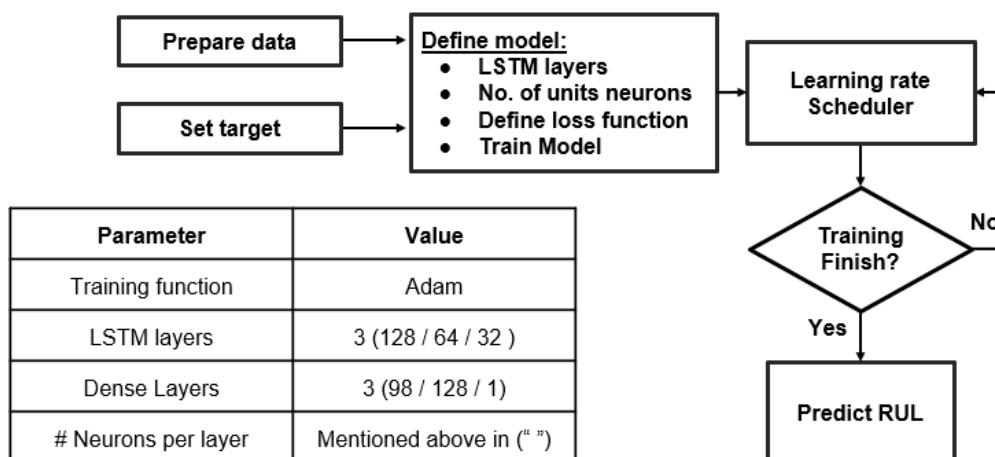 Prepare data
Set target
Define model:
● LSTM layers
● No. of units neurons
● Define loss function
● Train Model
Learning rate
Scheduler
Training
Finish?
No
Yes
Predict RUL
Parameter Value
Training function Adam
LSTM layers 3 (128 / 64 / 32 )
Dense Layers 3 (98 / 128 / 1)
# Neurons per layer Mentioned above in (“ ”)